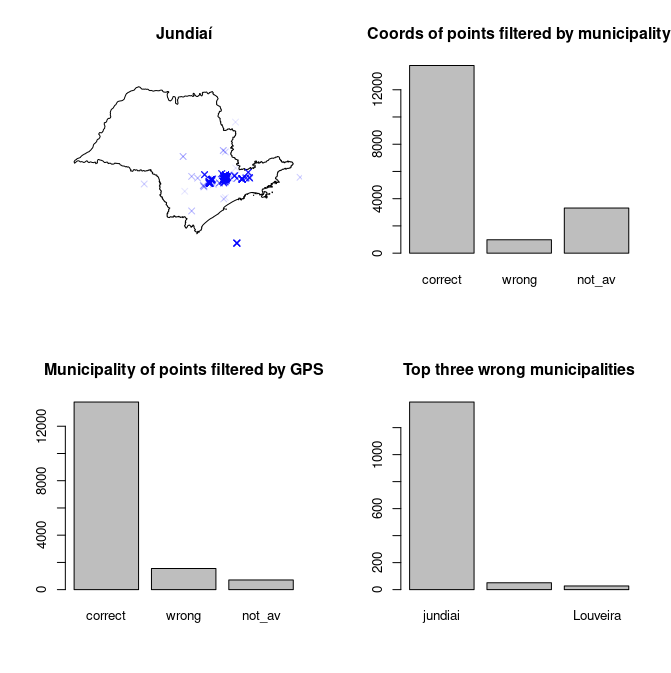 Jundiaí
Coords of points filtered by municipality
0
4000
8000
12000
correct
wrong
not_av
Municipality of points filtered by GPS
0
4000
8000
12000
correct
wrong
not_av
Top three wrong municipalities
0
200
600
1000
jundiai
Louveira